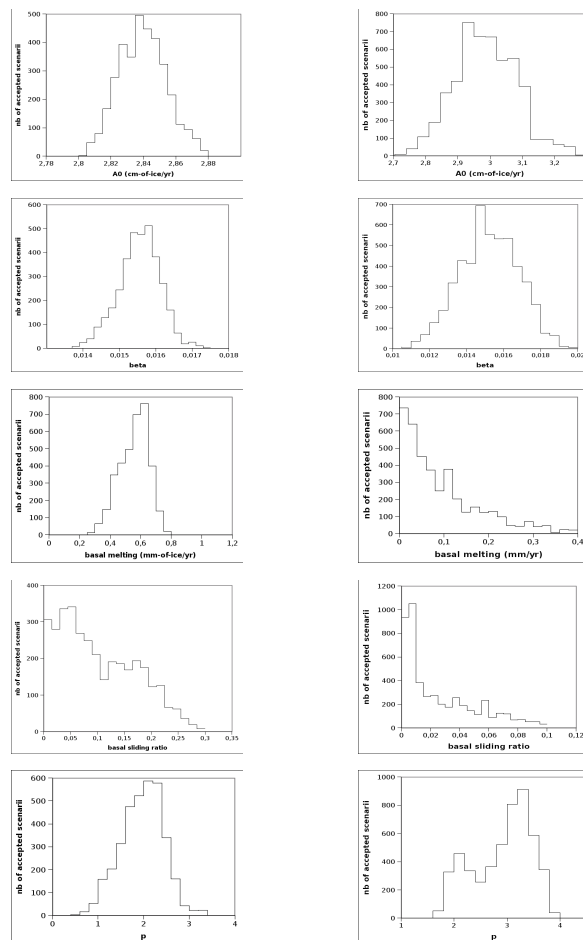 500
400
300
200
100
0
nb of accepted scenarii
2,78 2,8 2,82 2,84 2,86 2,88
A0 (cm-of-ice/yr)
800
700
600
500
400
300
200
100
0
nb of accepted scenarii
2,7 2,8 2,9 3 3,1 3,2
A0 (cm-of-ice/yr)
600
500
400
300
200
100
0
nb of accepted scenarii
0,014 0,015 0,016 0,017 0,018
beta
700
600
500
400
300
200
100
0
nb of accepted scenarii
0,01 0,012 0,014 0,016 0,018 0,02
beta
800
700
600
500
400
300
200
100
0
nb of accepted scenarii
0 0,2 0,4 0,6 0,8 1 1,2
basal melting (mm-of-ice/yr)
800
700
600
500
400
300
200
100
0
nb of accepted scenarii
0 0,1 0,2 0,3 0,4
basal melting (mm/yr)
400
300
200
100
0
nb of accepted scenarii
0 0,05 0,1 0,15 0,2 0,25 0,3 0,35
basal sliding ratio
1200
1000
800
600
400
200
0
nb of accepted scenarii
0 0,02 0,04 0,06 0,08 0,1 0,12
basal sliding ratio
600
500
400
300
200
100
0
nb of accepted scenarii
0 1 2 3 4
p
1000
800
600
400
200
0
nb of accepted scenarii
1 2 3 4
p